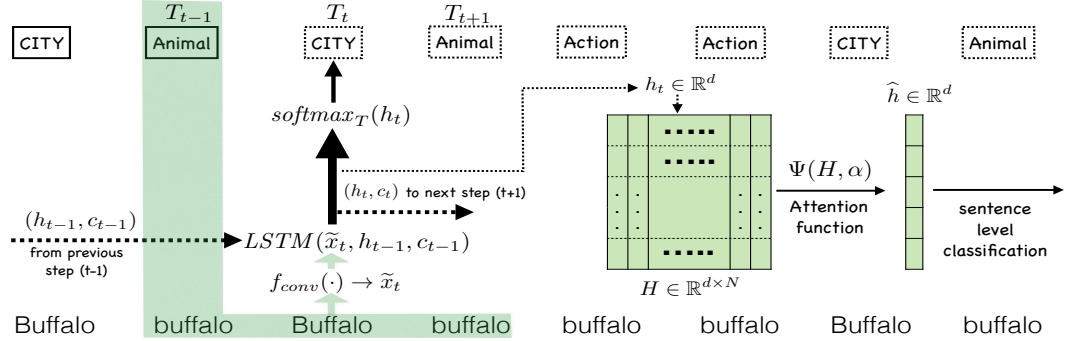 T_{t-1} T_t T_{t+1}
CITY Animal CITY Animal Action Action CITY Animal
softmax_T(h_t)
h_t ∈ ℝ^d
ĥ ∈ ℝ^d
(h_t, c_t) to next step (t+1)
Ψ(H, α)
Attention
function
(h_{t-1}, c_{t-1})
from previous
step (t-1)
LSTM(x̃_t, h_{t-1}, c_{t-1})
sentence
level
classification
f_{conv}(·) → x̃_t
H ∈ ℝ^{d×N}
Buffalo buffalo Buffalo buffalo buffalo buffalo Buffalo buffalo